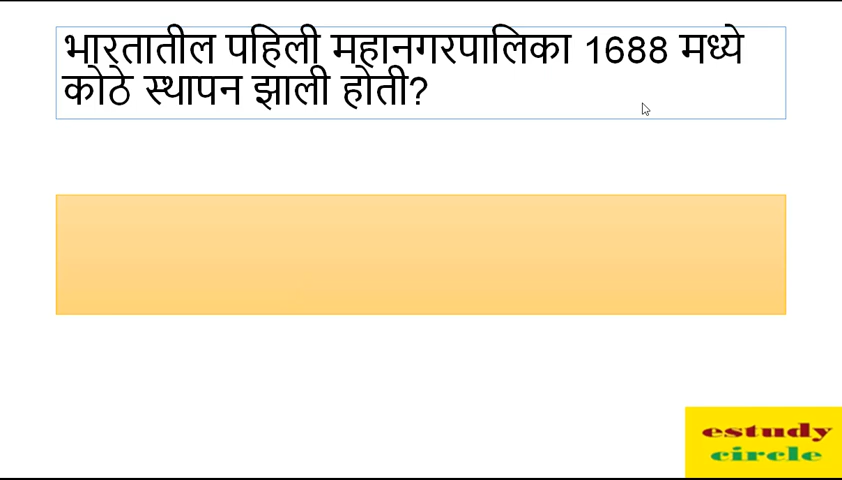 भारतातील पहिली महानगरपालिका 1688 मध्ये
कोठे स्थापन झाली होती?
estudy
circle